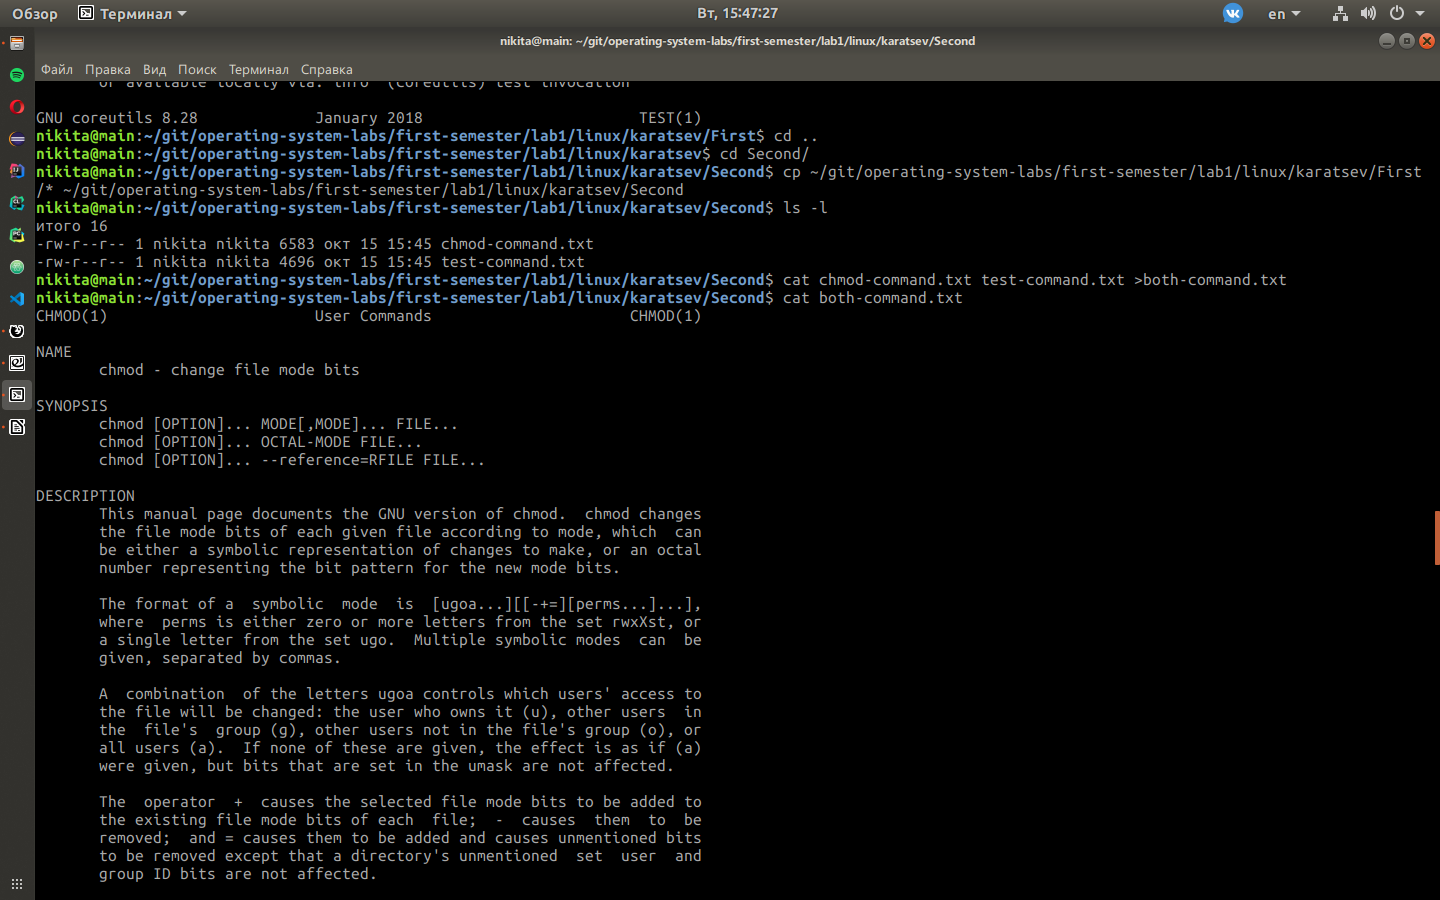 Обзор Терминал Вт, 15:47:27 en
nikita@main: ~/git/operating-system-labs/first-semester/lab1/linux/karatsev/Second
Файл Правка Вид Поиск Терминал Справка
or available locally via: info (coreutils) test invocation
GNU coreutils 8.28 January 2018 TEST(1)
nikita@main:~/git/operating-system-labs/first-semester/lab1/linux/karatsev/First$ cd ..
nikita@main:~/git/operating-system-labs/first-semester/lab1/linux/karatsev$ cd Second/
nikita@main:~/git/operating-system-labs/first-semester/lab1/linux/karatsev/Second$ cp ~/git/operating-system-labs/first-semester/lab1/linux/karatsev/First
/* ~/git/operating-system-labs/first-semester/lab1/linux/karatsev/Second
nikita@main:~/git/operating-system-labs/first-semester/lab1/linux/karatsev/Second$ ls -l
итого 16
-rw-r--r-- 1 nikita nikita 6583 окт 15 15:45 chmod-command.txt
-rw-r--r-- 1 nikita nikita 4696 окт 15 15:45 test-command.txt
nikita@main:~/git/operating-system-labs/first-semester/lab1/linux/karatsev/Second$ cat chmod-command.txt test-command.txt >both-command.txt
nikita@main:~/git/operating-system-labs/first-semester/lab1/linux/karatsev/Second$ cat both-command.txt
CHMOD(1) User Commands CHMOD(1)
NAME
chmod - change file mode bits
SYNOPSIS
chmod [OPTION]... MODE[,MODE]... FILE...
chmod [OPTION]... OCTAL-MODE FILE...
chmod [OPTION]... --reference=RFILE FILE...
DESCRIPTION
This manual page documents the GNU version of chmod.  chmod changes
the file mode bits of each given file according to mode, which  can
be either a symbolic representation of changes to make, or an octal
number representing the bit pattern for the new mode bits.
The format of a  symbolic  mode  is  [ugoa...][[-+=][perms...]...],
where  perms is either zero or more letters from the set rwxXst, or
a single letter from the set ugo.  Multiple symbolic modes  can  be
given, separated by commas.
A  combination  of the letters ugoa controls which users' access to
the file will be changed: the user who owns it (u), other users  in
the  file's  group (g), other users not in the file's group (o), or
all users (a).  If none of these are given, the effect is as if (a)
were given, but bits that are set in the umask are not affected.
The  operator  +  causes the selected file mode bits to be added to
the existing file mode bits of each  file;  -  causes  them  to  be
removed;  and = causes them to be added and causes unmentioned bits
to be removed except that a directory's unmentioned  set  user  and
group ID bits are not affected.